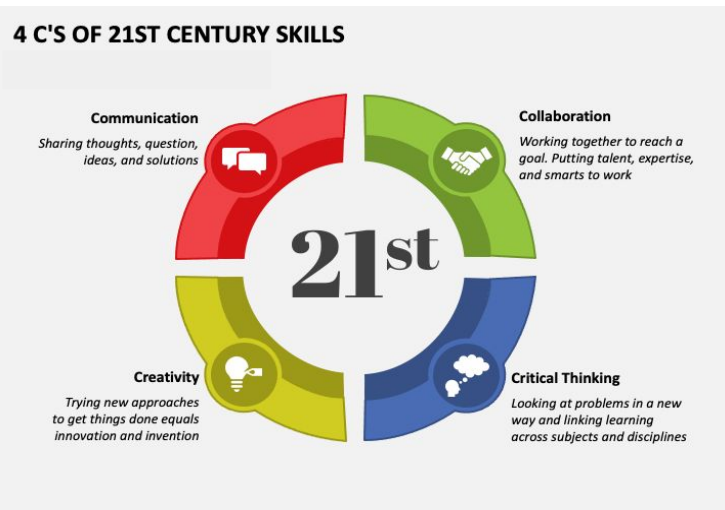 4 C'S OF 21ST CENTURY SKILLS
Communication
Sharing thoughts, question,
ideas, and solutions
Collaboration
Working together to reach a
goal. Putting talent, expertise,
and smarts to work
21st
Creativity
Trying new approaches
to get things done equals
innovation and invention
Critical Thinking
Looking at problems in a new
way and linking learning
across subjects and disciplines